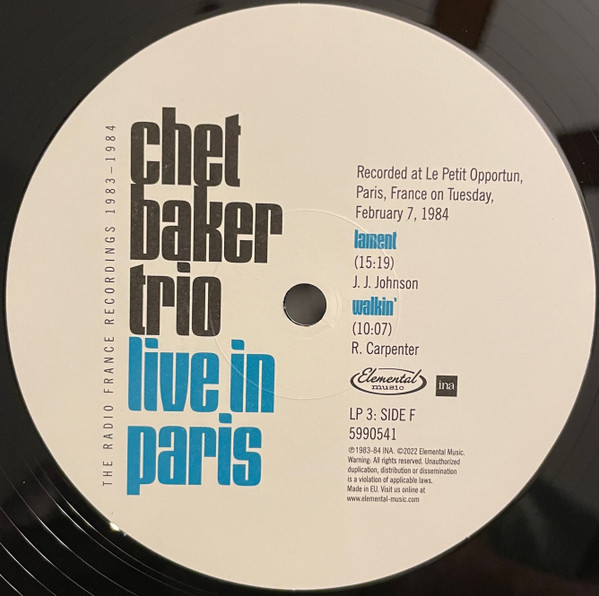 THE RADIO FRANCE RECORDINGS 1983–1984
chet
baker
trio
live in
paris
Recorded at Le Petit Opportun,
Paris, France on Tuesday,
February 7, 1984
lament
(15:19)
J. J. Johnson
walkin'
(10:07)
R. Carpenter
Elemental
music
ina
LP 3: SIDE F
5990541
℗1983-84 INA. ©2022 Elemental Music.
Warning: All rights reserved. Unauthorized
duplication, distribution or dissemination
is a violation of applicable laws.
Made in EU. Visit us online at
www.elemental-music.com